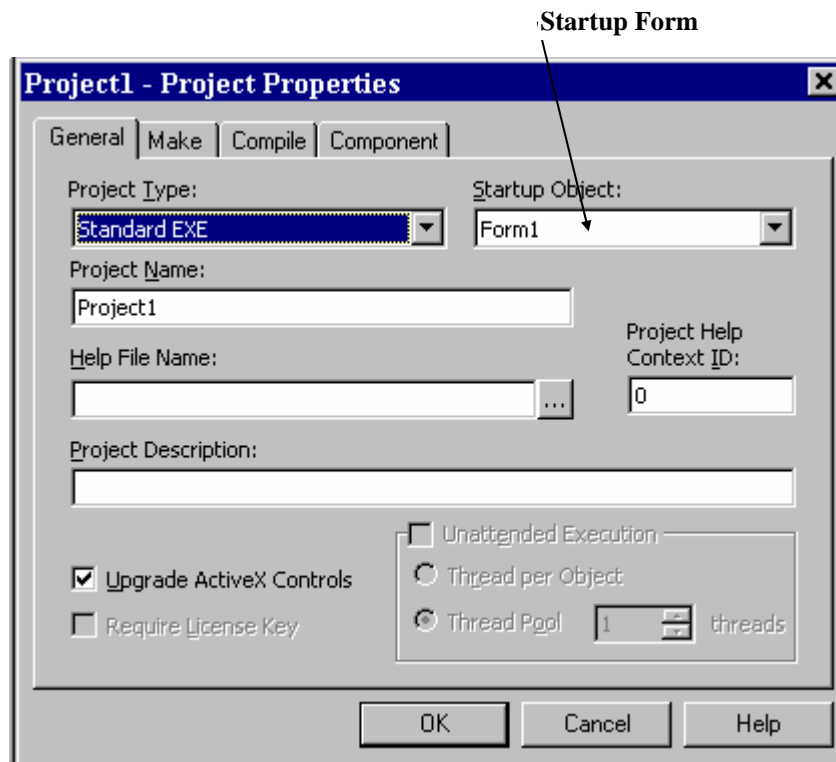 Startup Form
Project1 - Project Properties
General Make Compile Component
Project Type: Startup Object:
Standard EXE Form1
Project Name:
Project1
Project Help
Context ID:
Help File Name:
... 0
Project Description:
Unattended Execution
Upgrade ActiveX Controls Thread per Object
Require License Key Thread Pool 1 threads
OK Cancel Help